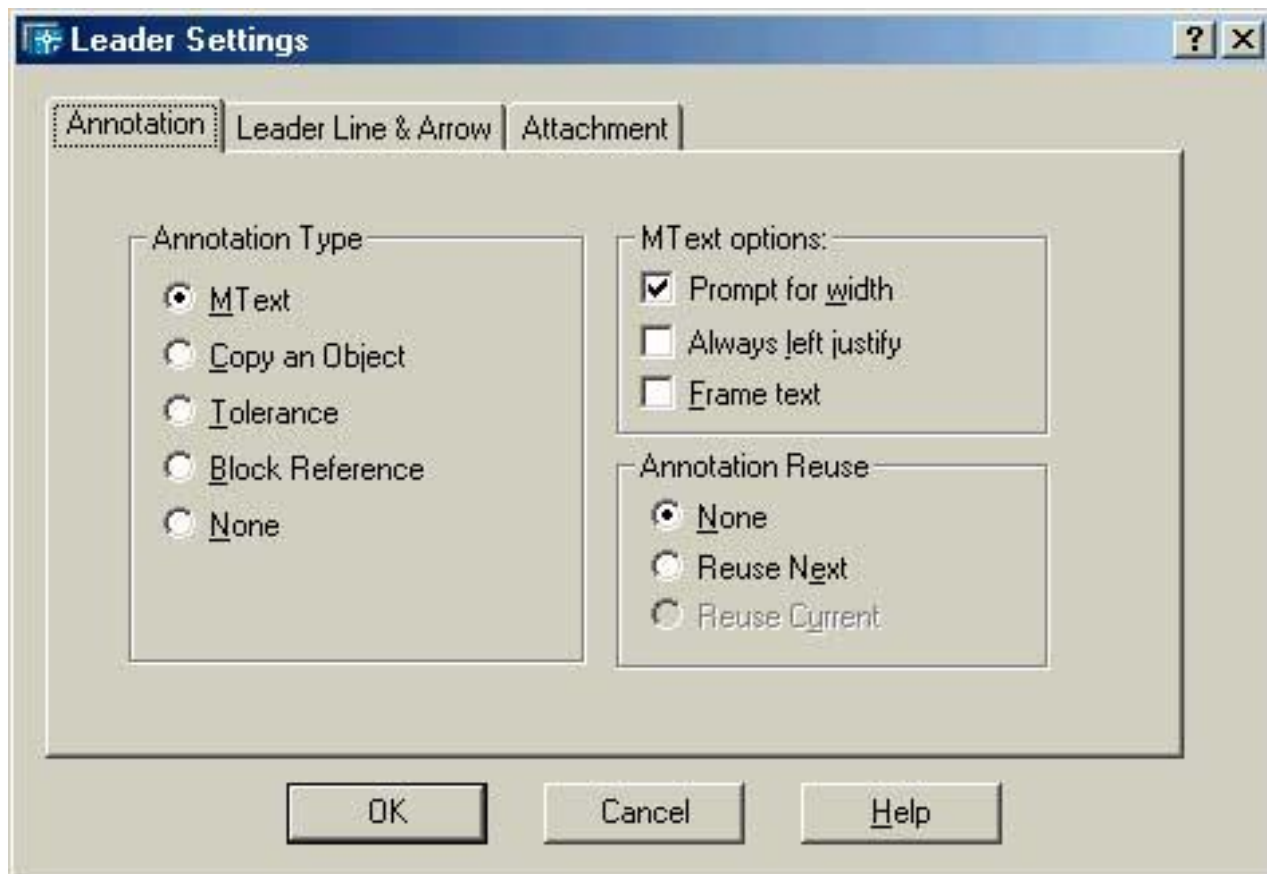 Leader Settings
?
Annotation
Leader Line & Arrow
Attachment
Annotation Type
MText
Copy an Object
Tolerance
Block Reference
None
MText options:
Prompt for width
Always left justify
Frame text
Annotation Reuse
None
Reuse Next
Reuse Current
OK
Cancel
Help